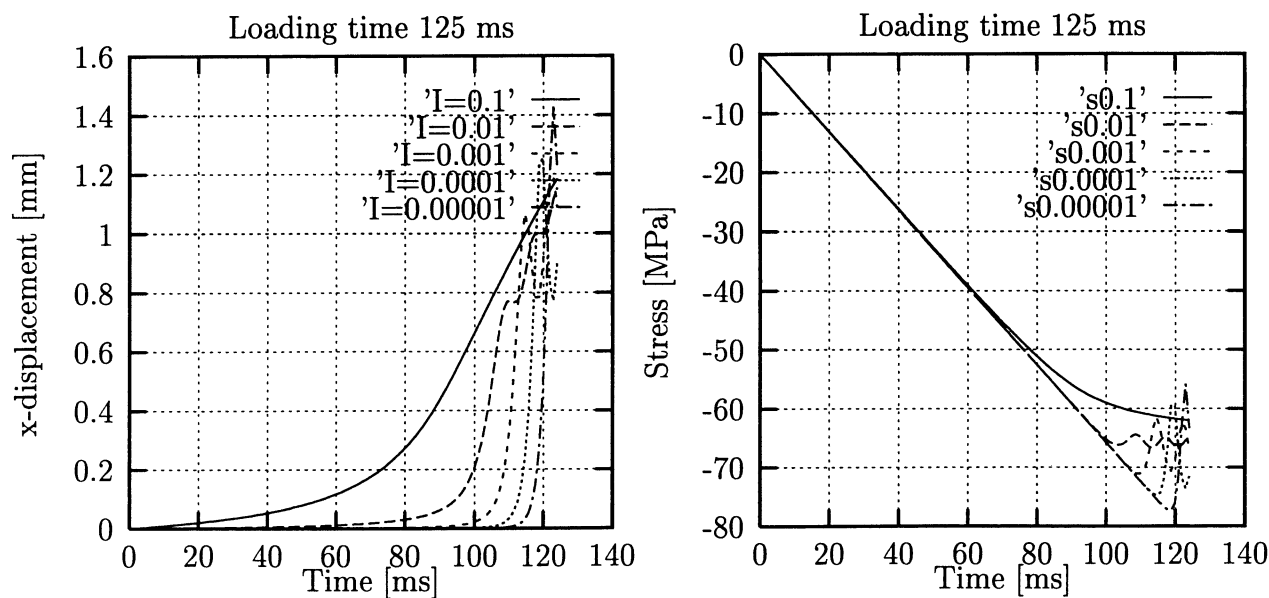 Loading time 125 ms
1.6
1.4
1.2
1
0.8
0.6
0.4
0.2
0
x-displacement [mm]
'I=0.1'
'I=0.01'
'I=0.001'
'I=0.0001'
'I=0.00001'
0 20 40 60 80 100 120 140
Time [ms]
Loading time 125 ms
0
-10
-20
-30
-40
-50
-60
-70
-80
Stress [MPa]
's0.1'
's0.01'
's0.001'
's0.0001'
's0.00001'
0 20 40 60 80 100 120 140
Time [ms]